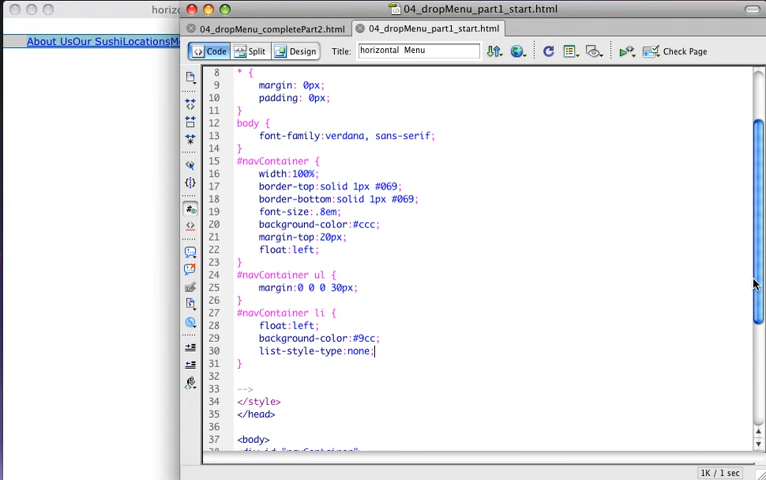 horizo
04_dropMenu_part1_start.html
04_dropMenu_completePart2.html
04_dropMenu_part1_start.html
Code
Split
Design
Title:
horizontal Menu
Check Page
About UsOur SushiLocationsMe
8 * {
9 margin: 0px;
10 padding: 0px;
11 }
12 body {
13 font-family:verdana, sans-serif;
14 }
15 #navContainer {
16 width:100%;
17 border-top:solid 1px #069;
18 border-bottom:solid 1px #069;
19 font-size:.8em;
20 background-color:#ccc;
21 margin-top:20px;
22 float:left;
23 }
24 #navContainer ul {
25 margin:0 0 0 30px;
26 }
27 #navContainer li {
28 float:left;
29 background-color:#9cc;
30 list-style-type:none;
31 }
32
33 -->
34 </style>
35 </head>
36
37 <body>
1K / 1 sec